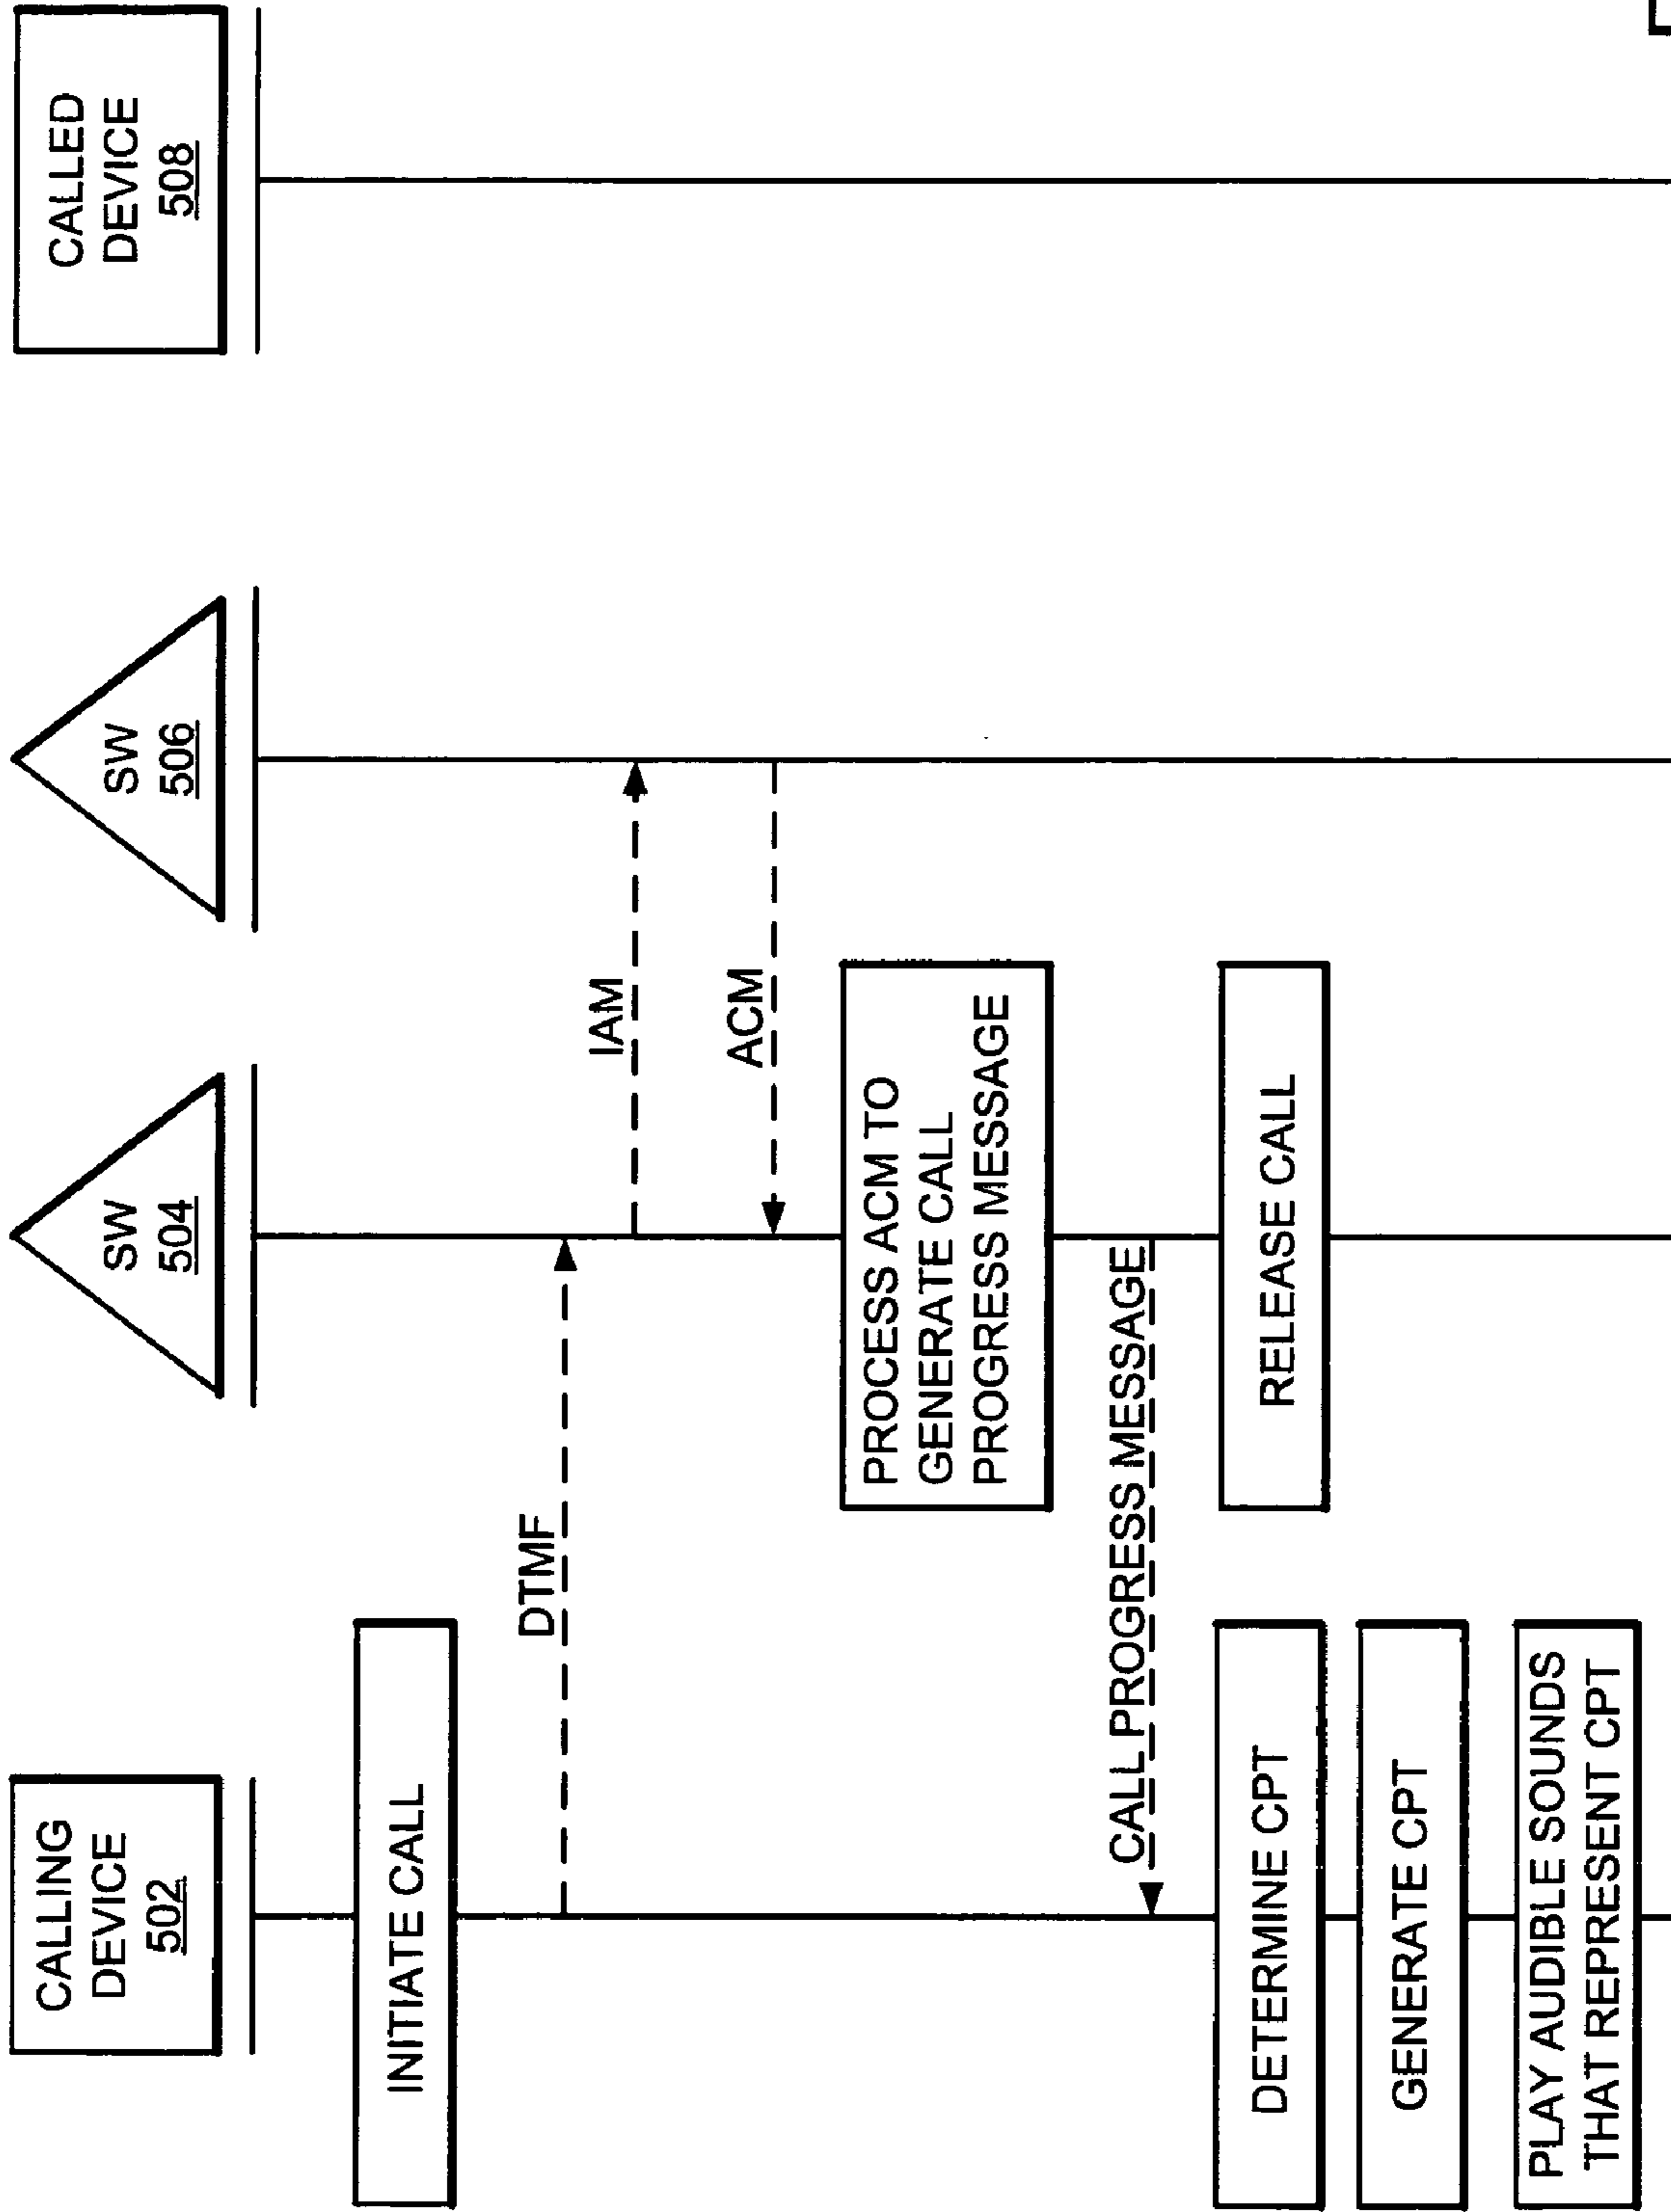 CALLING
DEVICE
502
SW
504
SW
506
CALLED
DEVICE
508
INITIATE CALL
DTMF
IAM
ACM
PROCESS ACM TO
GENERATE CALL
PROGRESS MESSAGE
CALL PROGRESS MESSAGE
DETERMINE CPT
RELEASE CALL
GENERATE CPT
PLAY AUDIBLE SOUNDS
THAT REPRESENT CPT